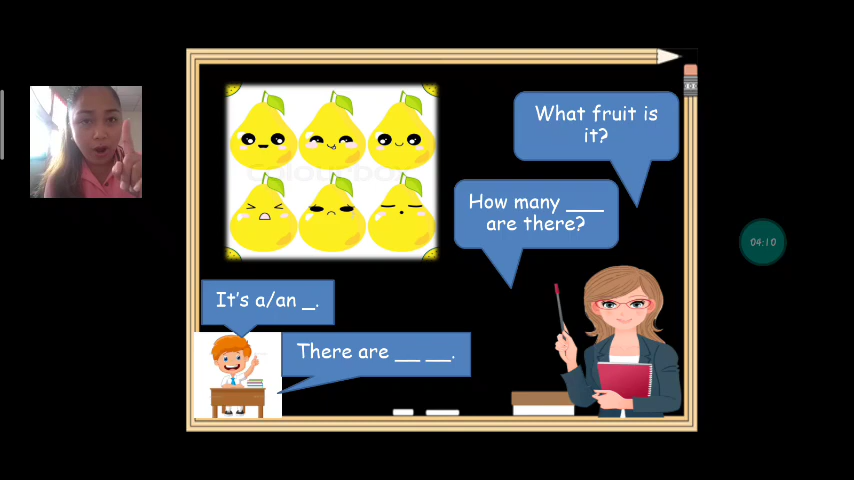 What fruit is
it?
How many ___
are there?
It's a/an _.
There are __ __.
04:10